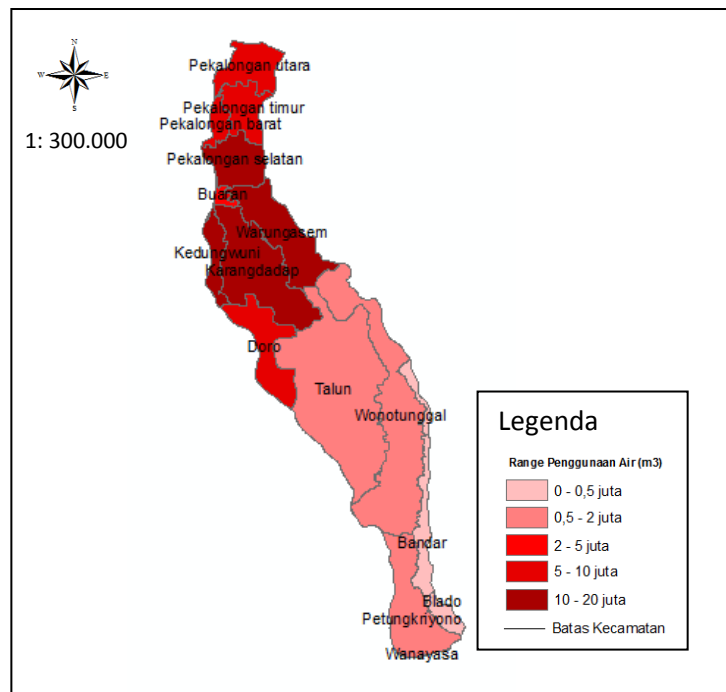 N
W E
S
1: 300.000
Pekalongan utara
Pekalongan timur
Pekalongan barat
Pekalongan selatan
Buaran
Warungasem
Kedungwuni
Karangdadap
Doro
Talun
Wonotunggal
Bandar
Blado
Petungkriyono
Wanayasa
Legenda
Range Penggunaan Air (m3)
0 - 0,5 juta
0,5 - 2 juta
2 - 5 juta
5 - 10 juta
10 - 20 juta
Batas Kecamatan